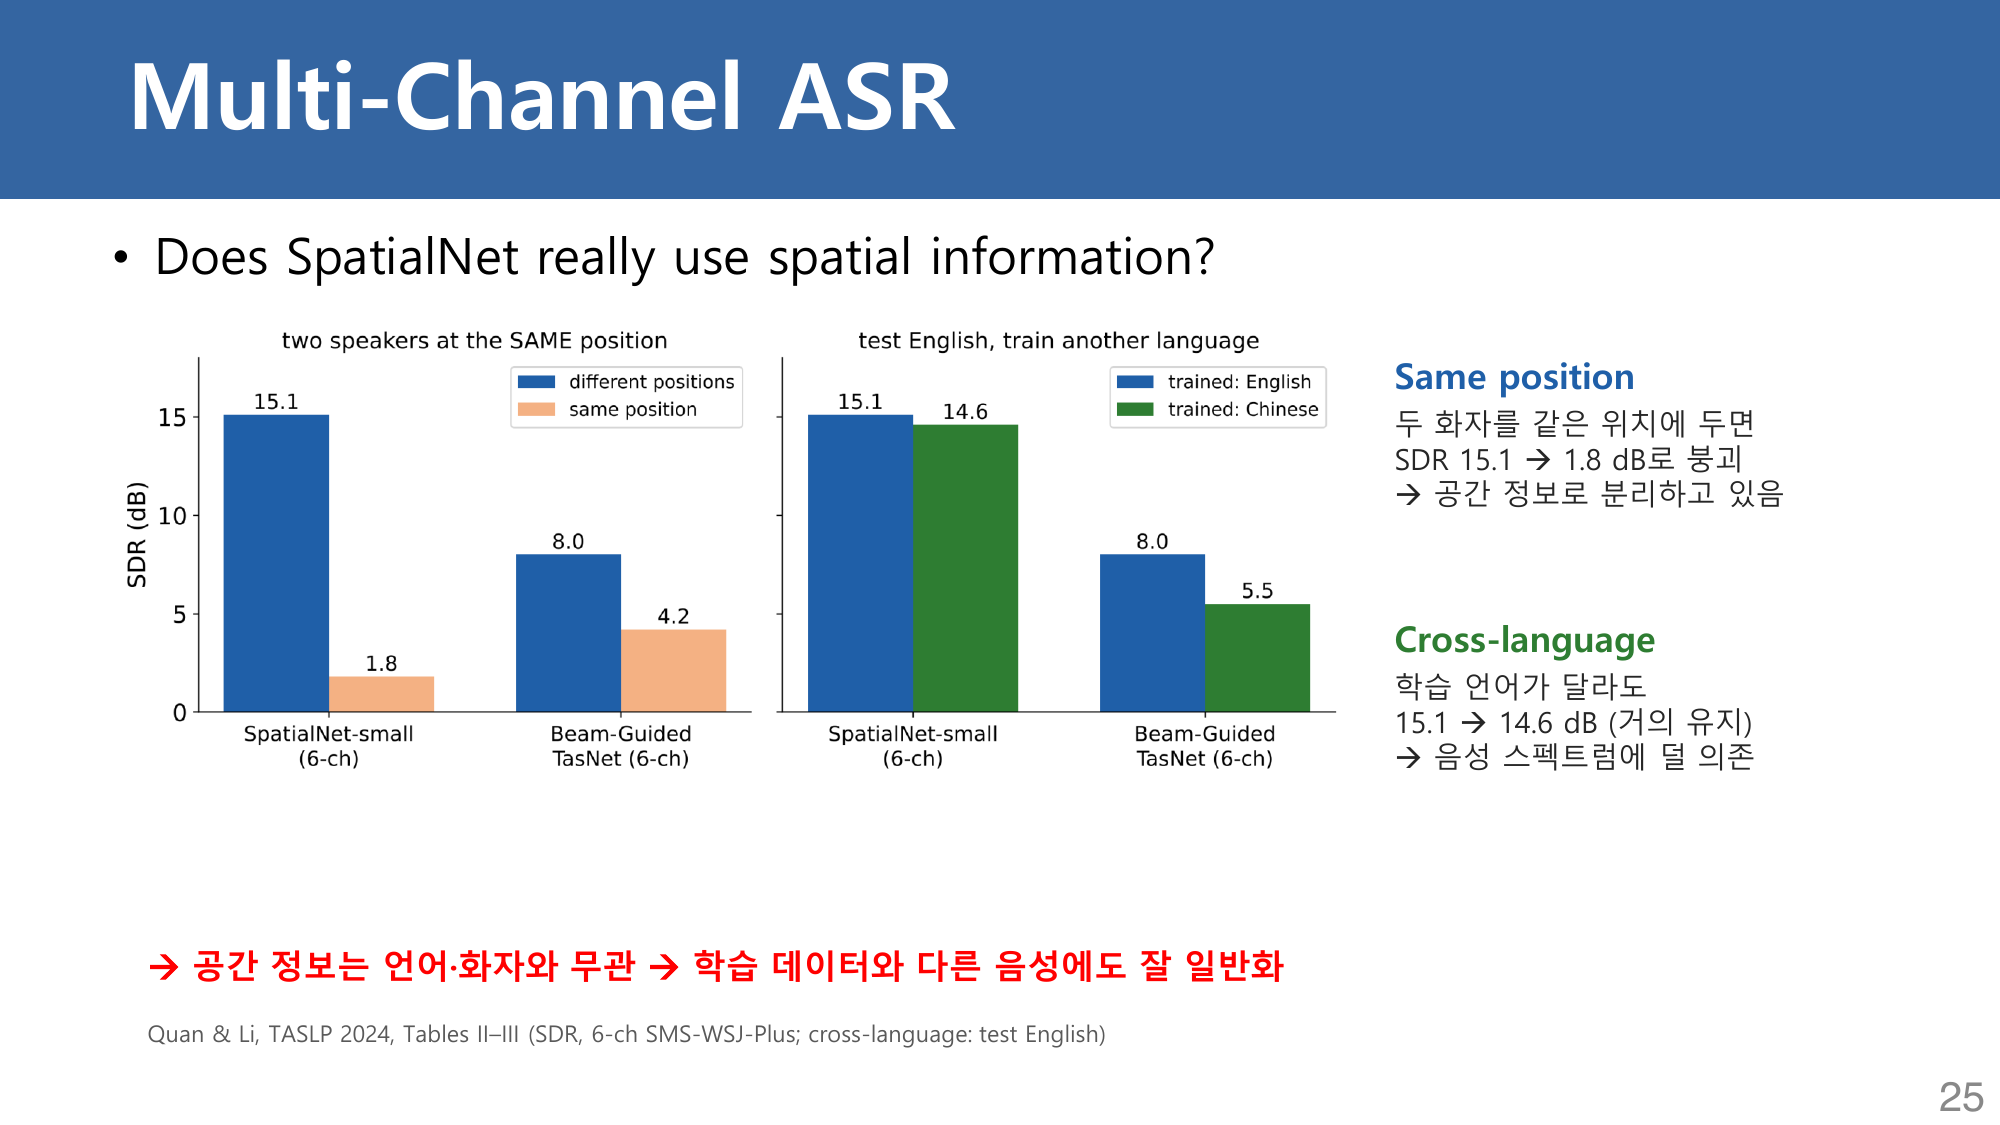 Multi-Channel ASR
• Does SpatialNet really use spatial information?
two speakers at the SAME position
different positions
same position
SDR (dB)
15
10
5
0
15.1
1.8
8.0
4.2
SpatialNet-small
(6-ch)
Beam-Guided
TasNet (6-ch)
test English, train another language
trained: English
trained: Chinese
15.1
14.6
8.0
5.5
SpatialNet-small
(6-ch)
Beam-Guided
TasNet (6-ch)
Same position
두 화자를 같은 위치에 두면
SDR 15.1 → 1.8 dB로 붕괴
→ 공간 정보로 분리하고 있음
Cross-language
학습 언어가 달라도
15.1 → 14.6 dB (거의 유지)
→ 음성 스펙트럼에 덜 의존
→ 공간 정보는 언어·화자와 무관 → 학습 데이터와 다른 음성에도 잘 일반화
Quan & Li, TASLP 2024, Tables II–III (SDR, 6-ch SMS-WSJ-Plus; cross-language: test English)
25